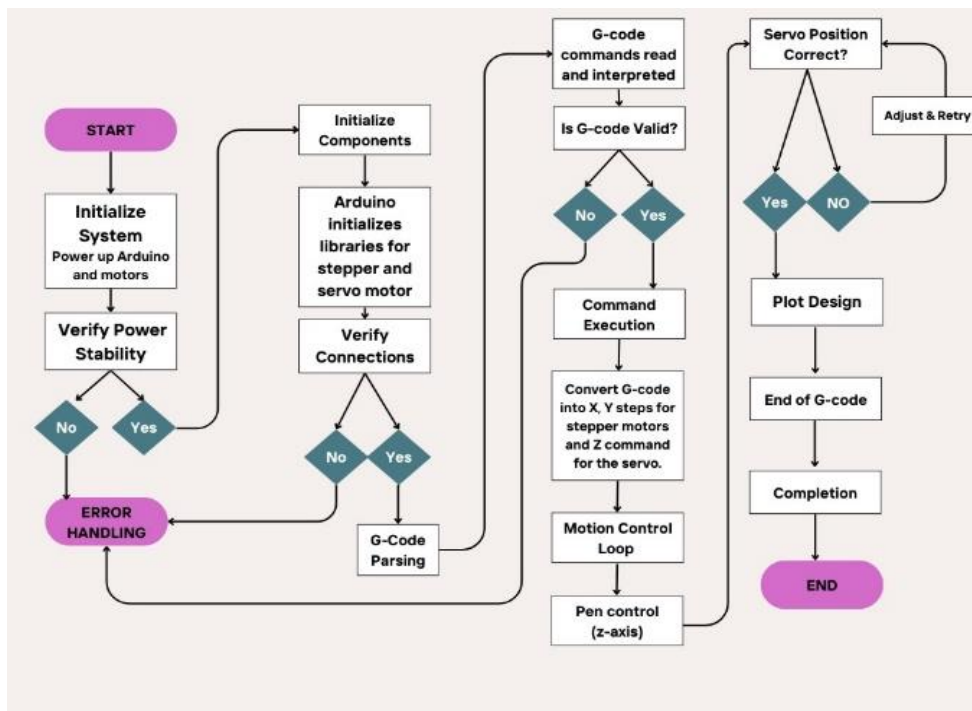 START
Initialize
System
Power up Arduino
and motors
Verify Power
Stability
No
Yes
ERROR
HANDLING
Initialize
Components
Arduino
initializes
libraries for
stepper and
servo motor
Verify
Connections
No
Yes
G-Code
Parsing
G-code
commands read
and interpreted
Is G-code Valid?
No
Yes
Command
Execution
Convert G-code
into X, Y steps for
stepper motors
and Z command
for the servo.
Motion Control
Loop
Pen control
(z-axis)
Servo Position
Correct?
Adjust & Retry
Yes
NO
Plot Design
End of G-code
Completion
END